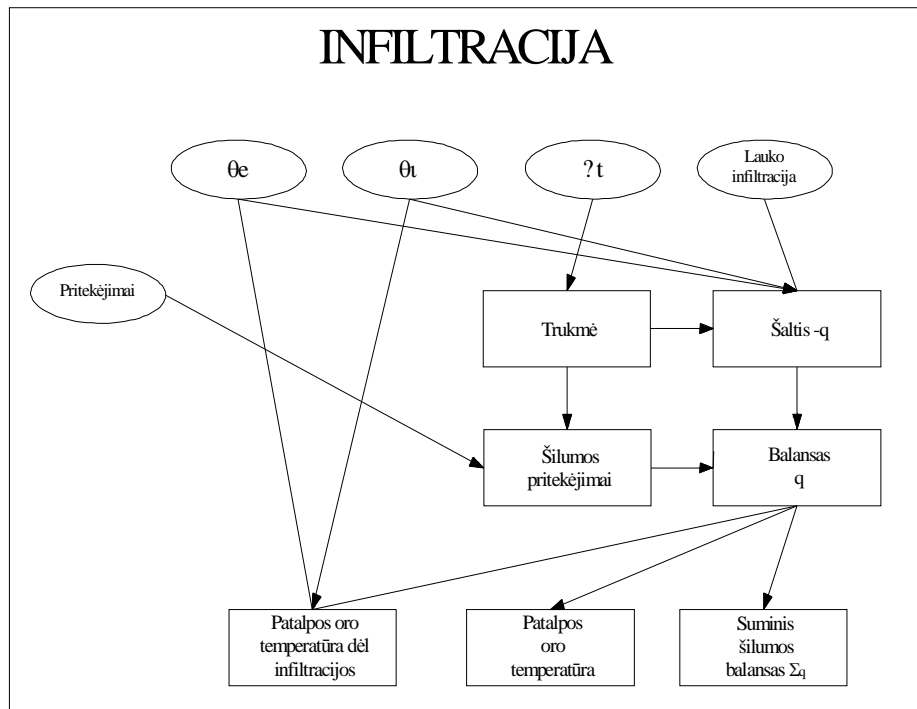 INFILTRACIJA
θe
θι
? t
Lauko
infiltracija
Pritekėjimai
Trukmė
Šaltis -q
Šilumos
pritekėjimai
Balansas
q
Patalpos oro
temperatūra dėl
infiltracijos
Patalpos
oro
temperatūra
Suminis
šilumos
balansas Σq